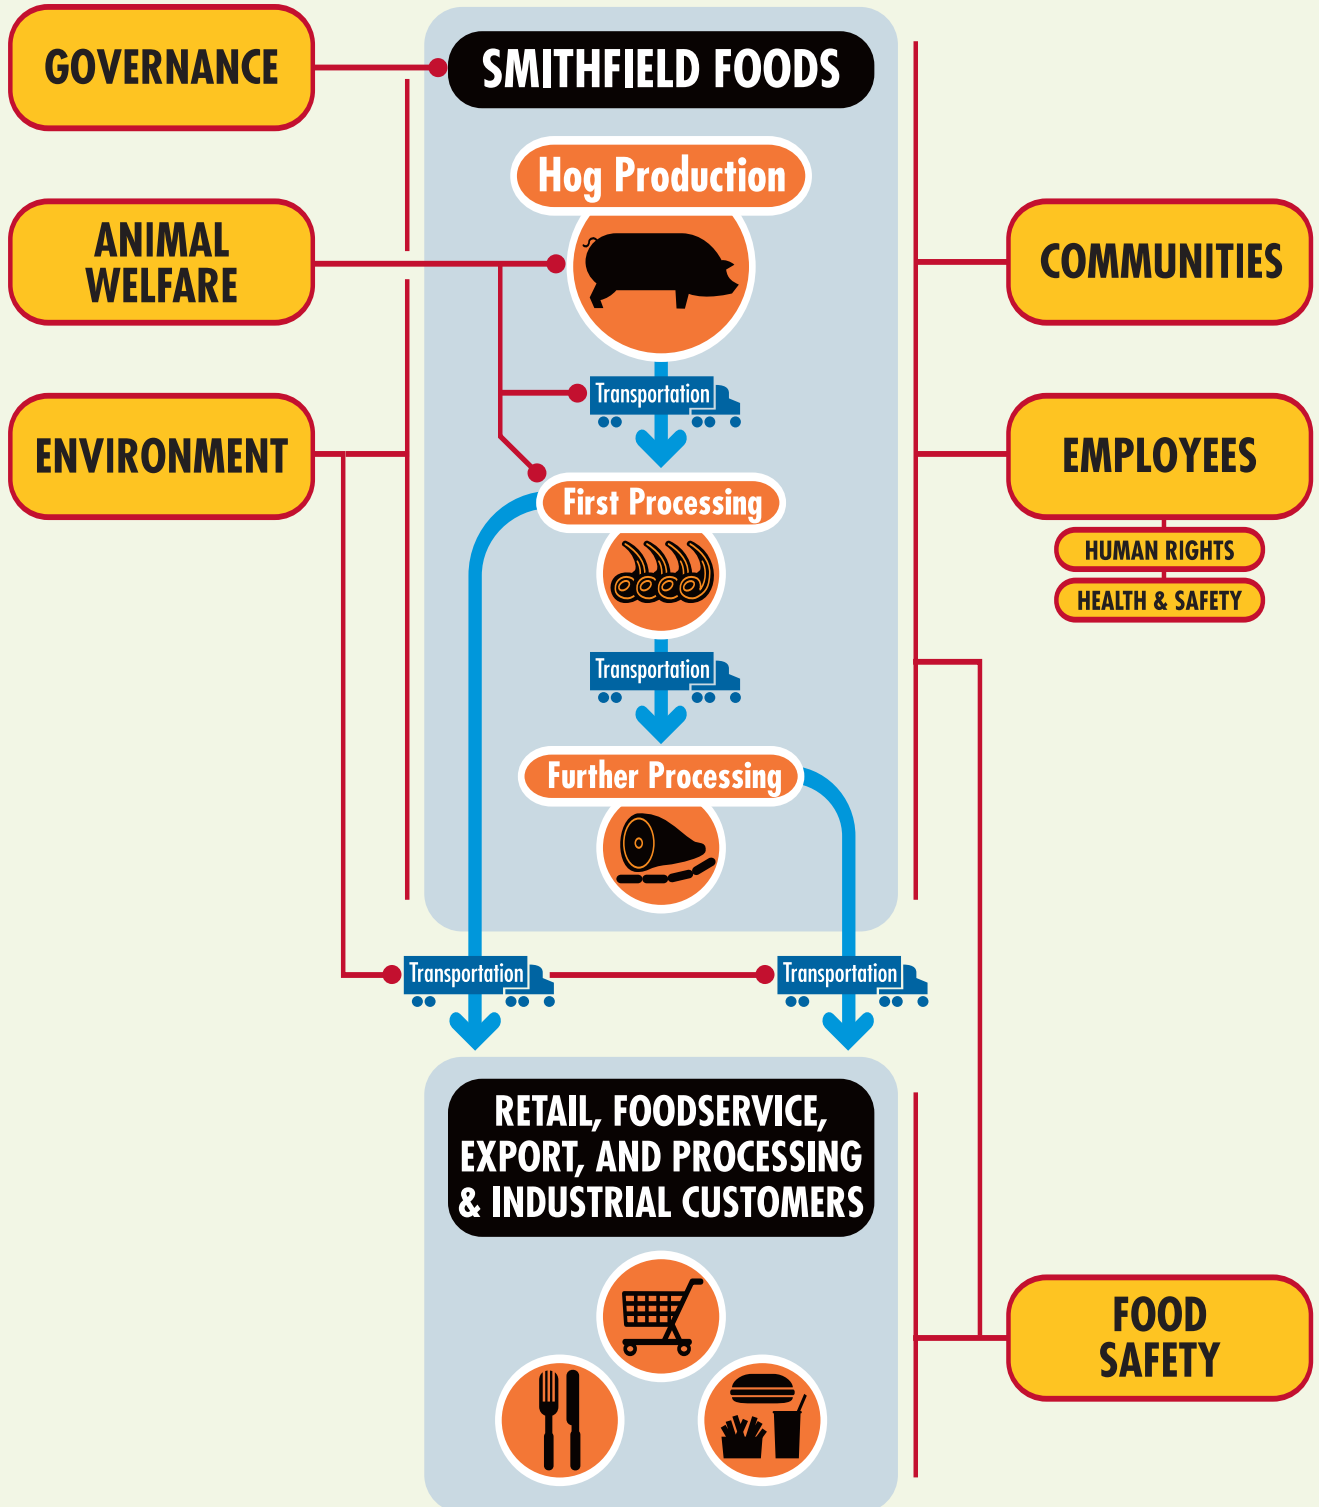 GOVERNANCE
SMITHFIELD FOODS
Hog Production
ANIMAL
WELFARE
COMMUNITIES
Transportation
ENVIRONMENT
EMPLOYEES
First Processing
HUMAN RIGHTS
HEALTH & SAFETY
Transportation
Further Processing
Transportation
Transportation
RETAIL, FOODSERVICE,
EXPORT, AND PROCESSING
& INDUSTRIAL CUSTOMERS
FOOD
SAFETY